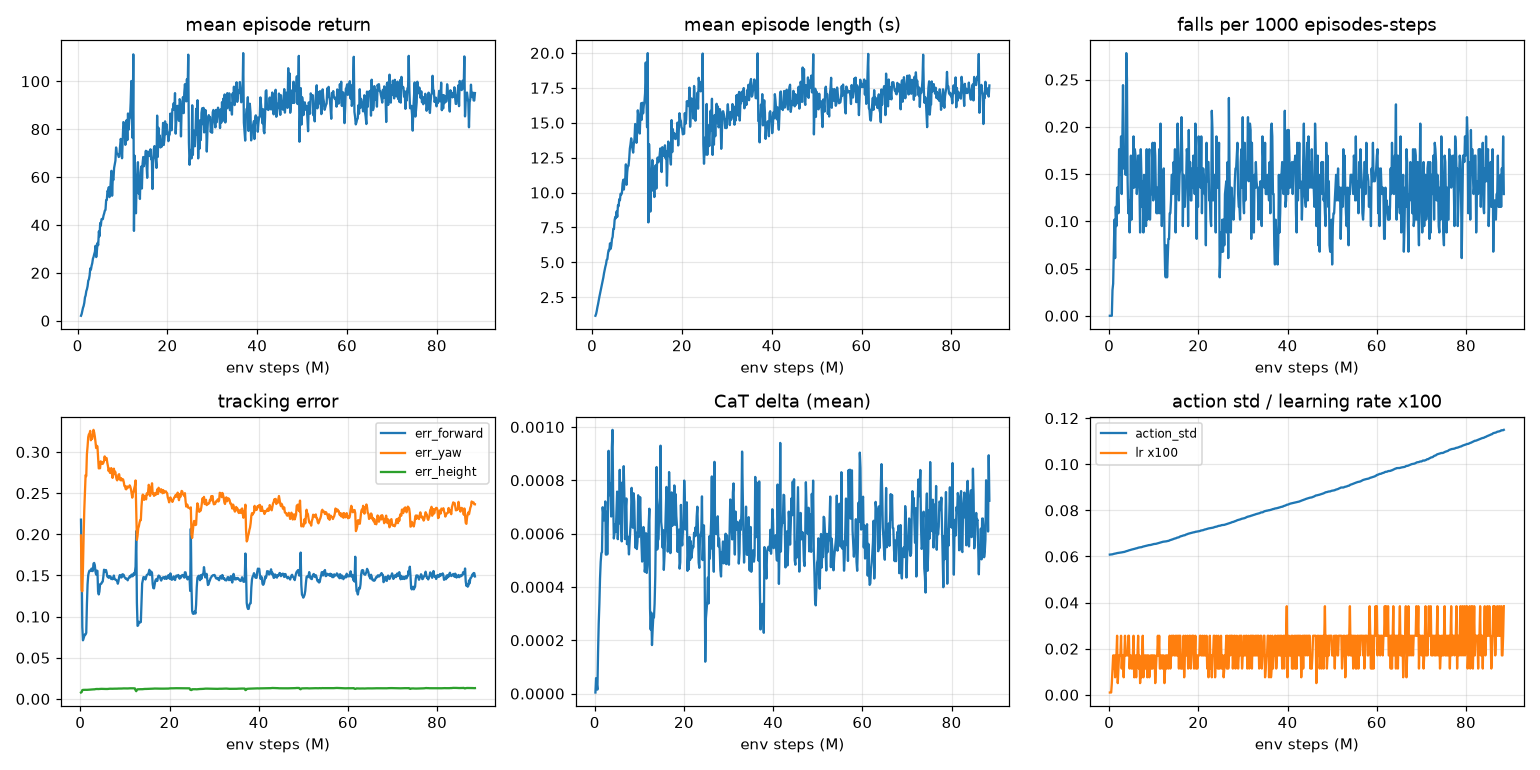 mean episode return
100
80
60
40
20
0
0 20 40 60 80
env steps (M)
mean episode length (s)
20.0
17.5
15.0
12.5
10.0
7.5
5.0
2.5
0 20 40 60 80
env steps (M)
falls per 1000 episodes-steps
0.25
0.20
0.15
0.10
0.05
0.00
0 20 40 60 80
env steps (M)
tracking error
err_forward
err_yaw
err_height
0.30
0.25
0.20
0.15
0.10
0.05
0.00
0 20 40 60 80
env steps (M)
CaT delta (mean)
0.0010
0.0008
0.0006
0.0004
0.0002
0.0000
0 20 40 60 80
env steps (M)
action std / learning rate x100
action_std
lr x100
0.12
0.10
0.08
0.06
0.04
0.02
0.00
0 20 40 60 80
env steps (M)